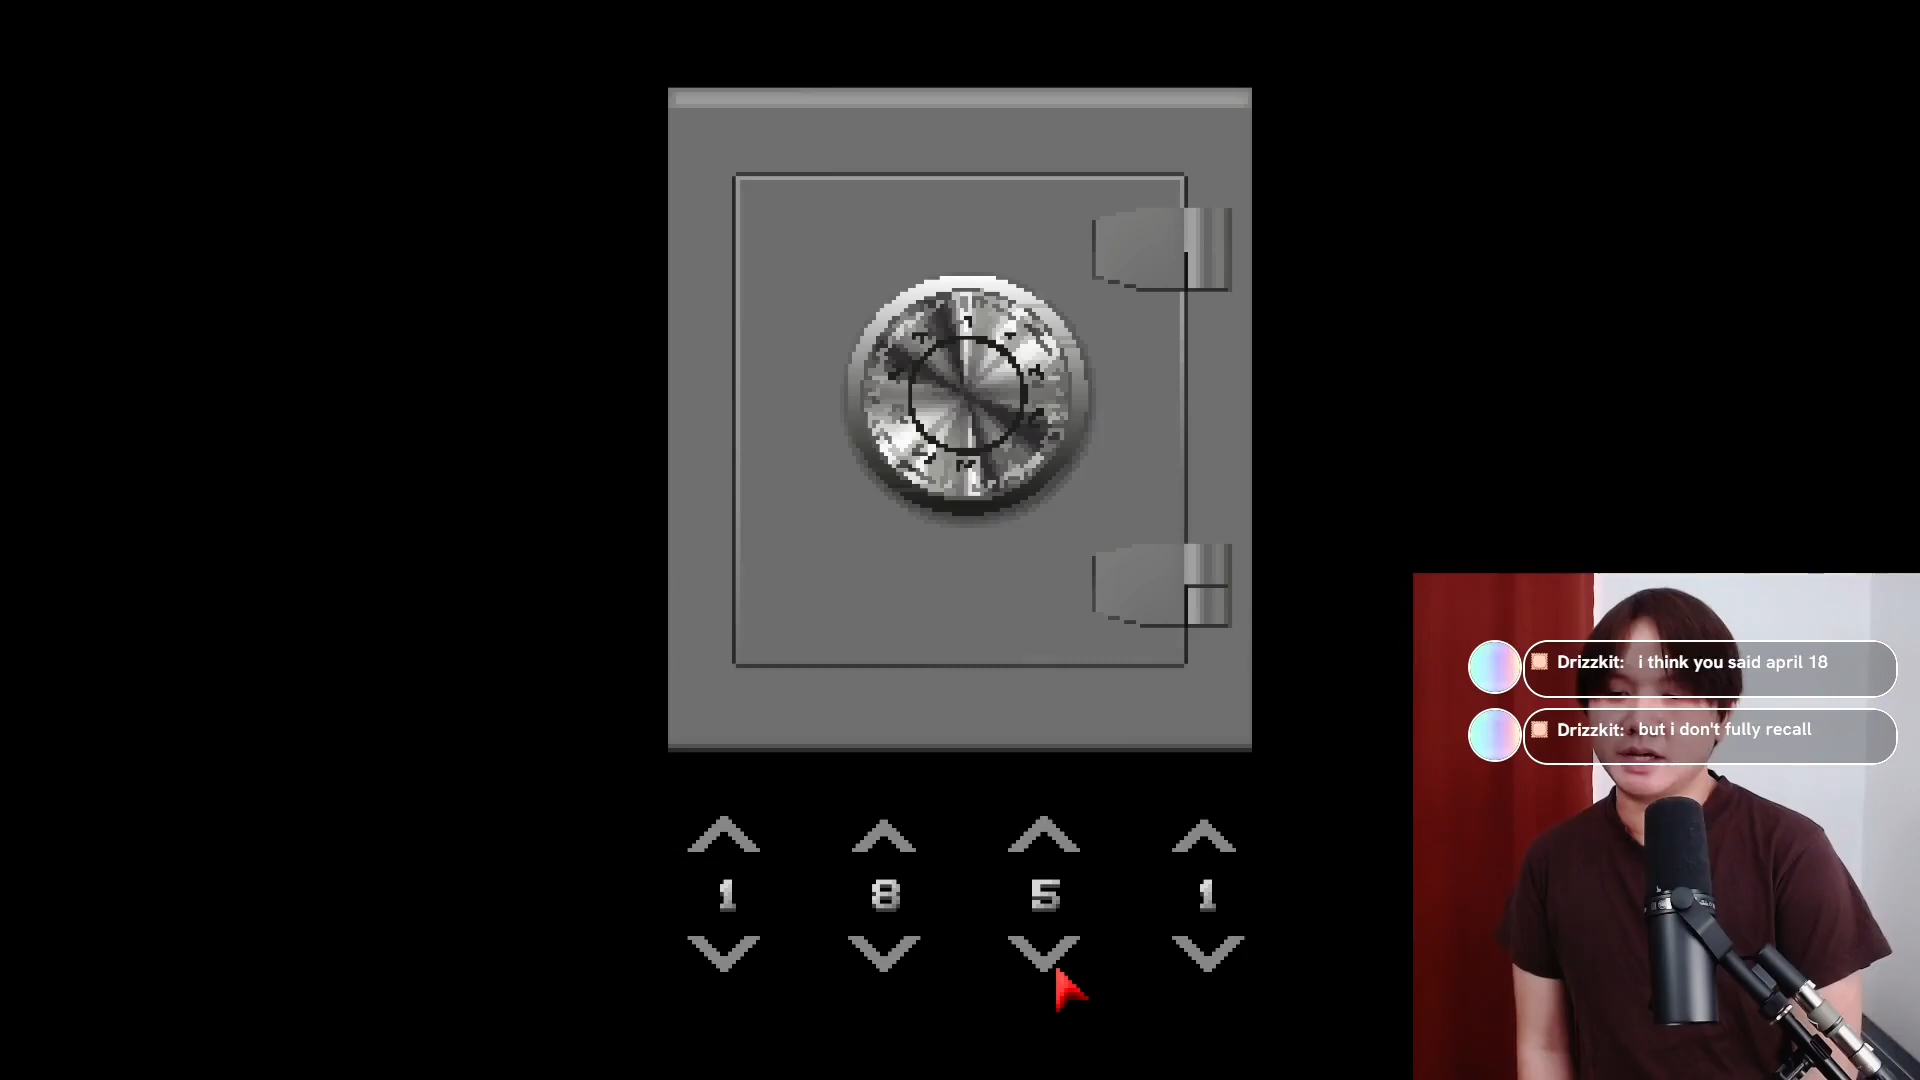 1 8 5 1
Drizzkit: i think you said april 18
Drizzkit: but i don't fully recall